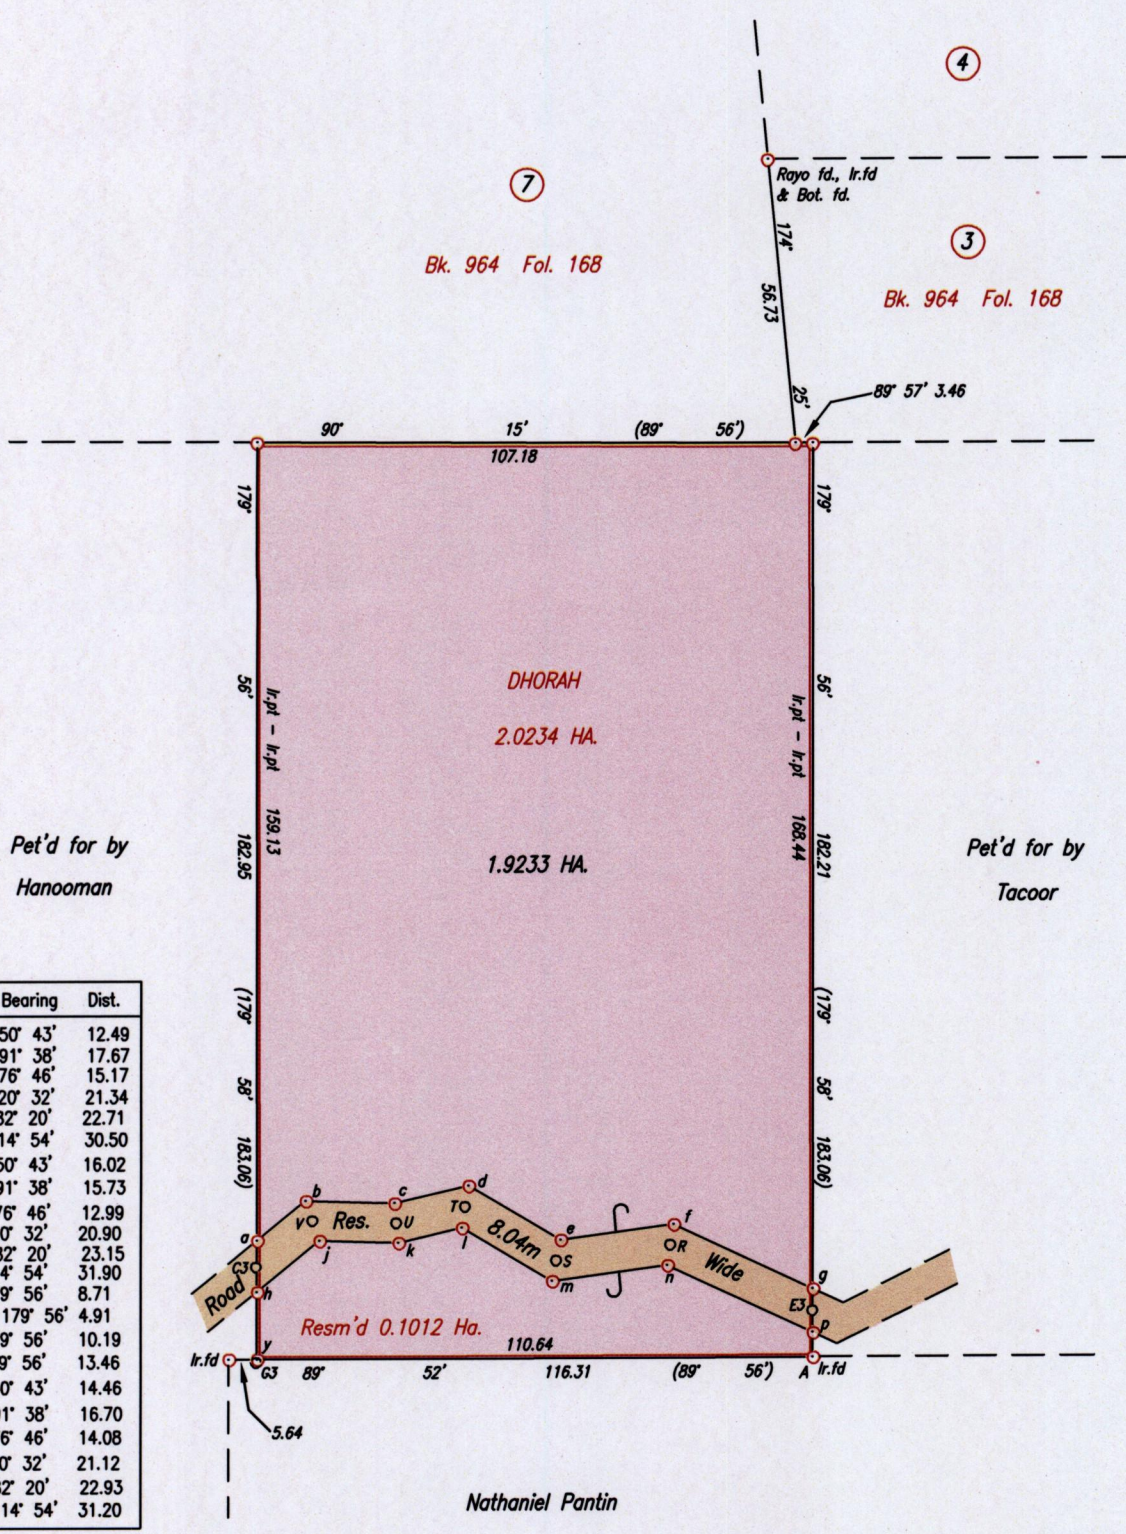 4
7
Rayo fd., Ir.fd
& Bot. fd.
3
174°
Bk. 964 Fol. 168
56.73
Bk. 964 Fol. 168
25'
89° 57' 3.46
90° 15' (89° 56')
107.18
179°
179°
56'
56'
Ir.pt - Ir.pt
Ir.pt - Ir.pt
DHORAH
2.0234 HA.
159.13
168.44
182.95
182.21
1.9233 HA.
Pet'd for by
Hanooman
Pet'd for by
Tacoor
(179°
(179°
58'
58'
183.06)
183.06)
Bearing Dist.
50° 43' 12.49
91° 38' 17.67
76° 46' 15.17
20° 32' 21.34
82° 20' 22.71
14° 54' 30.50
50° 43' 16.02
91° 38' 15.73
76° 46' 12.99
0° 32' 20.90
82° 20' 23.15
4° 54' 31.90
9° 56' 8.71
179° 56' 4.91
9° 56' 10.19
9° 56' 13.46
0° 43' 14.46
1° 38' 16.70
6° 46' 14.08
0° 32' 21.12
82° 20' 22.93
14° 54' 31.20
a
b
c
d
e
f
g
V
Res.
U
T
8.04m
S
R
Wide
E3
C3
Road
h
j
k
l
m
n
p
Resm'd 0.1012 Ha.
110.64
y
Ir.fd
G3 89° 52' 116.31 (89° 56') A Ir.fd
5.64
Nathaniel Pantin